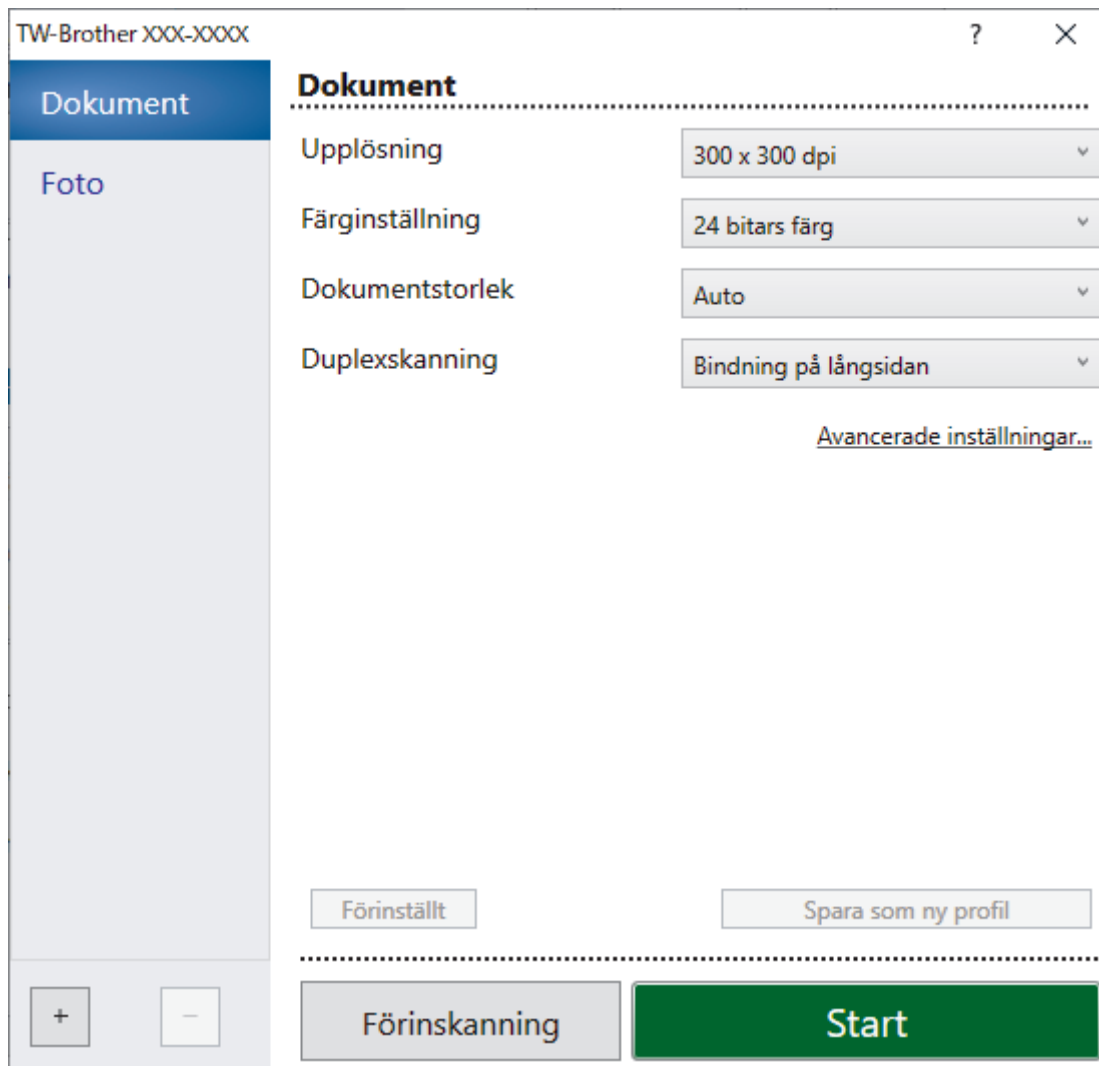 TW-Brother XXX-XXXX ?
Dokument
Foto
Dokument
Upplösning 300 x 300 dpi
Färginställning 24 bitars färg
Dokumentstorlek Auto
Duplexskanning Bindning på långsidan
Avancerade inställningar...
Förinställt Spara som ny profil
+ −
Förinskanning Start